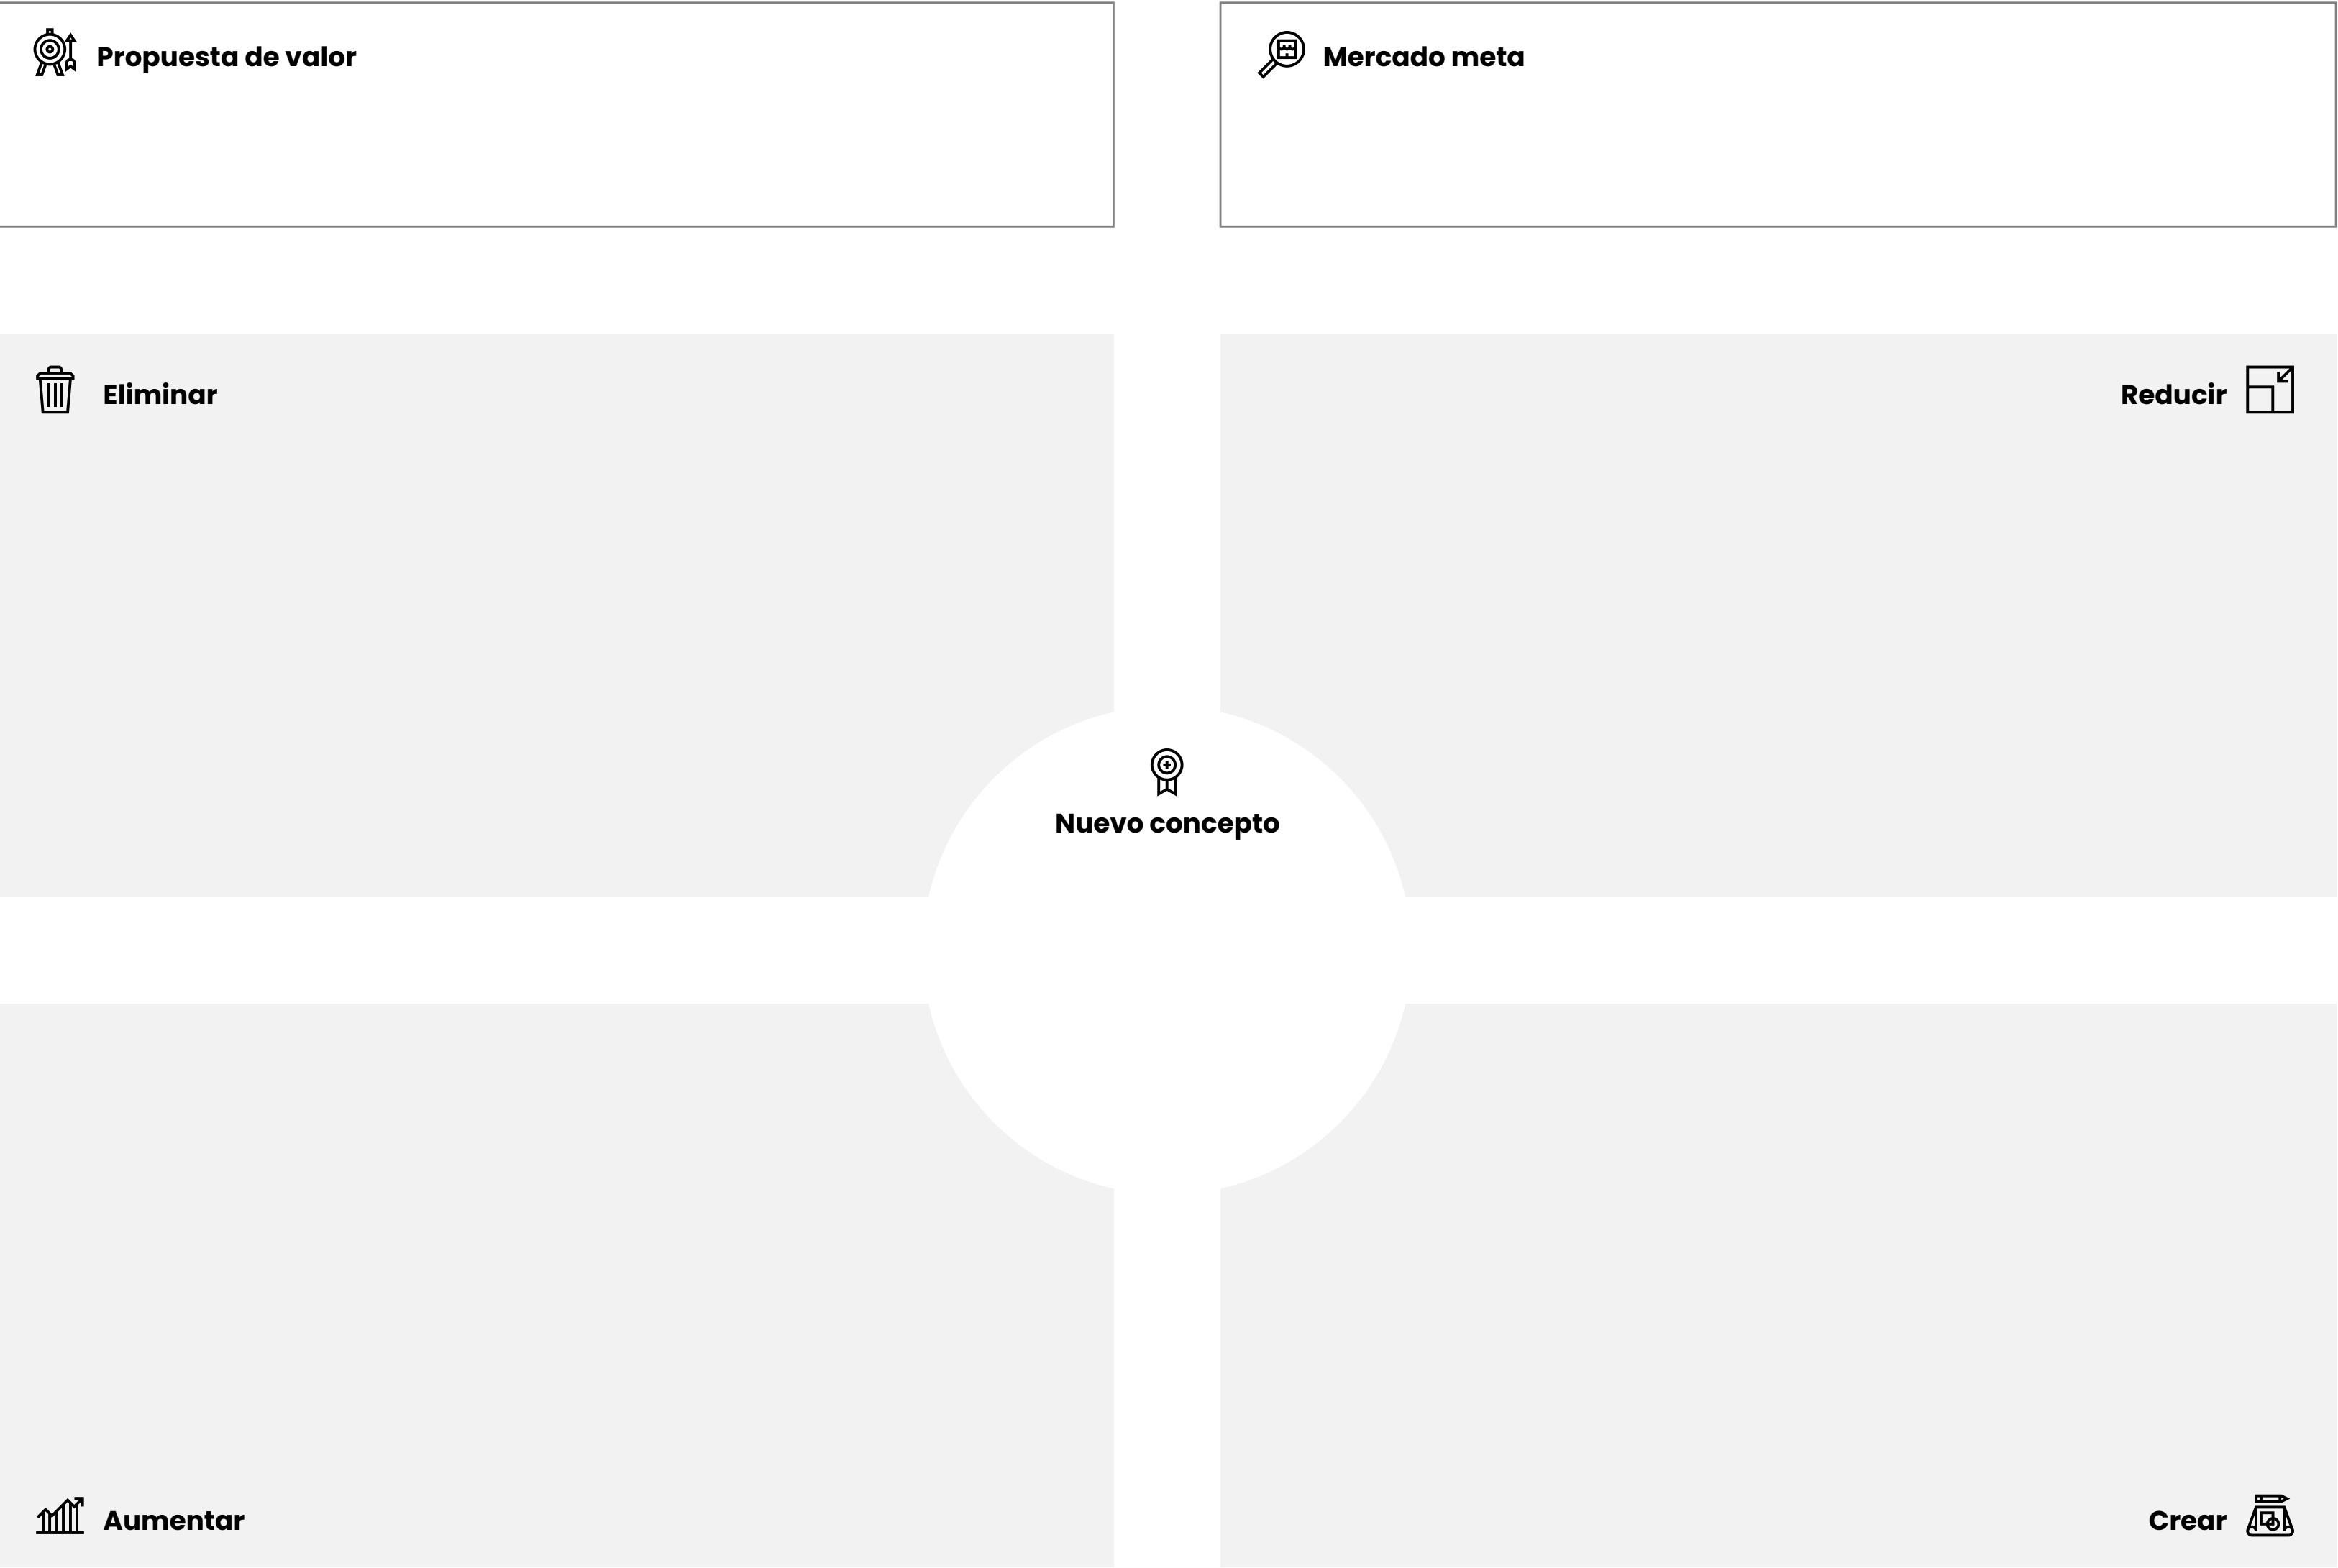 Propuesta de valor
Mercado meta
Eliminar
Reducir
Nuevo concepto
Aumentar
Crear